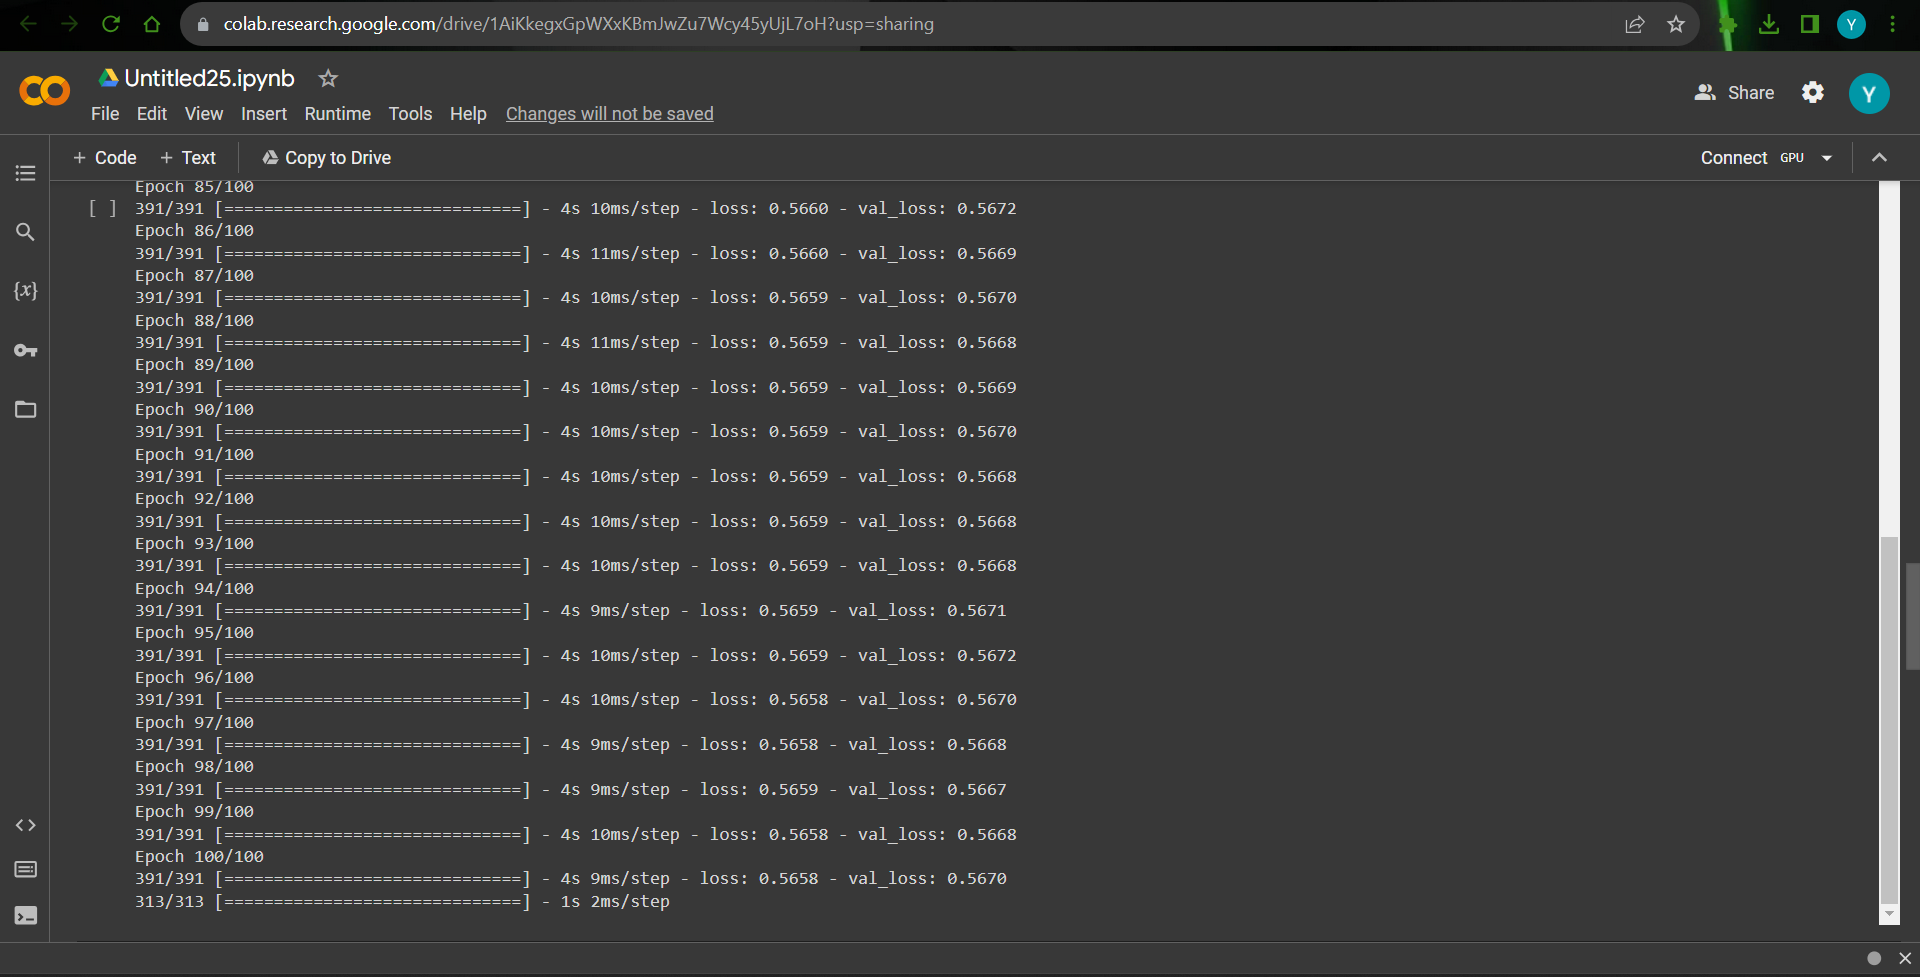 colab.research.google.com/drive/1AiKkegxGpWXxKBmJwZu7Wcy45yUjL7oH?usp=sharing
Y
CO
Untitled25.ipynb
File Edit View Insert Runtime Tools Help Changes will not be saved
Share
Y
+ Code + Text Copy to Drive
Connect GPU
Epoch 85/100
[ ] 391/391 [==============================] - 4s 10ms/step - loss: 0.5660 - val_loss: 0.5672
Epoch 86/100
391/391 [==============================] - 4s 11ms/step - loss: 0.5660 - val_loss: 0.5669
Epoch 87/100
391/391 [==============================] - 4s 10ms/step - loss: 0.5659 - val_loss: 0.5670
Epoch 88/100
391/391 [==============================] - 4s 11ms/step - loss: 0.5659 - val_loss: 0.5668
Epoch 89/100
391/391 [==============================] - 4s 10ms/step - loss: 0.5659 - val_loss: 0.5669
Epoch 90/100
391/391 [==============================] - 4s 10ms/step - loss: 0.5659 - val_loss: 0.5670
Epoch 91/100
391/391 [==============================] - 4s 10ms/step - loss: 0.5659 - val_loss: 0.5668
Epoch 92/100
391/391 [==============================] - 4s 10ms/step - loss: 0.5659 - val_loss: 0.5668
Epoch 93/100
391/391 [==============================] - 4s 10ms/step - loss: 0.5659 - val_loss: 0.5668
Epoch 94/100
391/391 [==============================] - 4s 9ms/step - loss: 0.5659 - val_loss: 0.5671
Epoch 95/100
391/391 [==============================] - 4s 10ms/step - loss: 0.5659 - val_loss: 0.5672
Epoch 96/100
391/391 [==============================] - 4s 10ms/step - loss: 0.5658 - val_loss: 0.5670
Epoch 97/100
391/391 [==============================] - 4s 9ms/step - loss: 0.5658 - val_loss: 0.5668
Epoch 98/100
391/391 [==============================] - 4s 9ms/step - loss: 0.5659 - val_loss: 0.5667
Epoch 99/100
391/391 [==============================] - 4s 10ms/step - loss: 0.5658 - val_loss: 0.5668
Epoch 100/100
391/391 [==============================] - 4s 9ms/step - loss: 0.5658 - val_loss: 0.5670
313/313 [==============================] - 1s 2ms/step